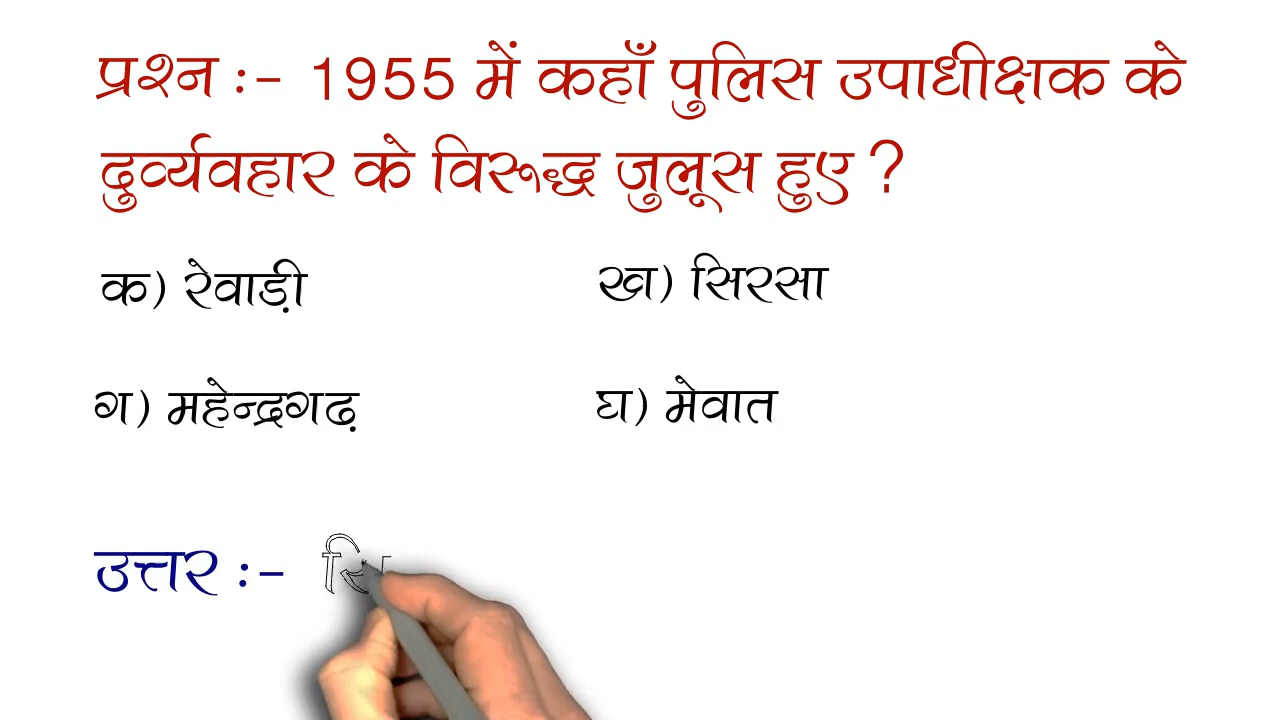 प्रश्न :- 1955 में कहाँ पुलिस उपाधीक्षक के
दुर्व्यवहार के विरूद्ध जुलूस हुए ?
क) रेवाड़ी ख) सिरसा
ग) महेन्द्रगढ़ घ) मेवात
उत्तर :-